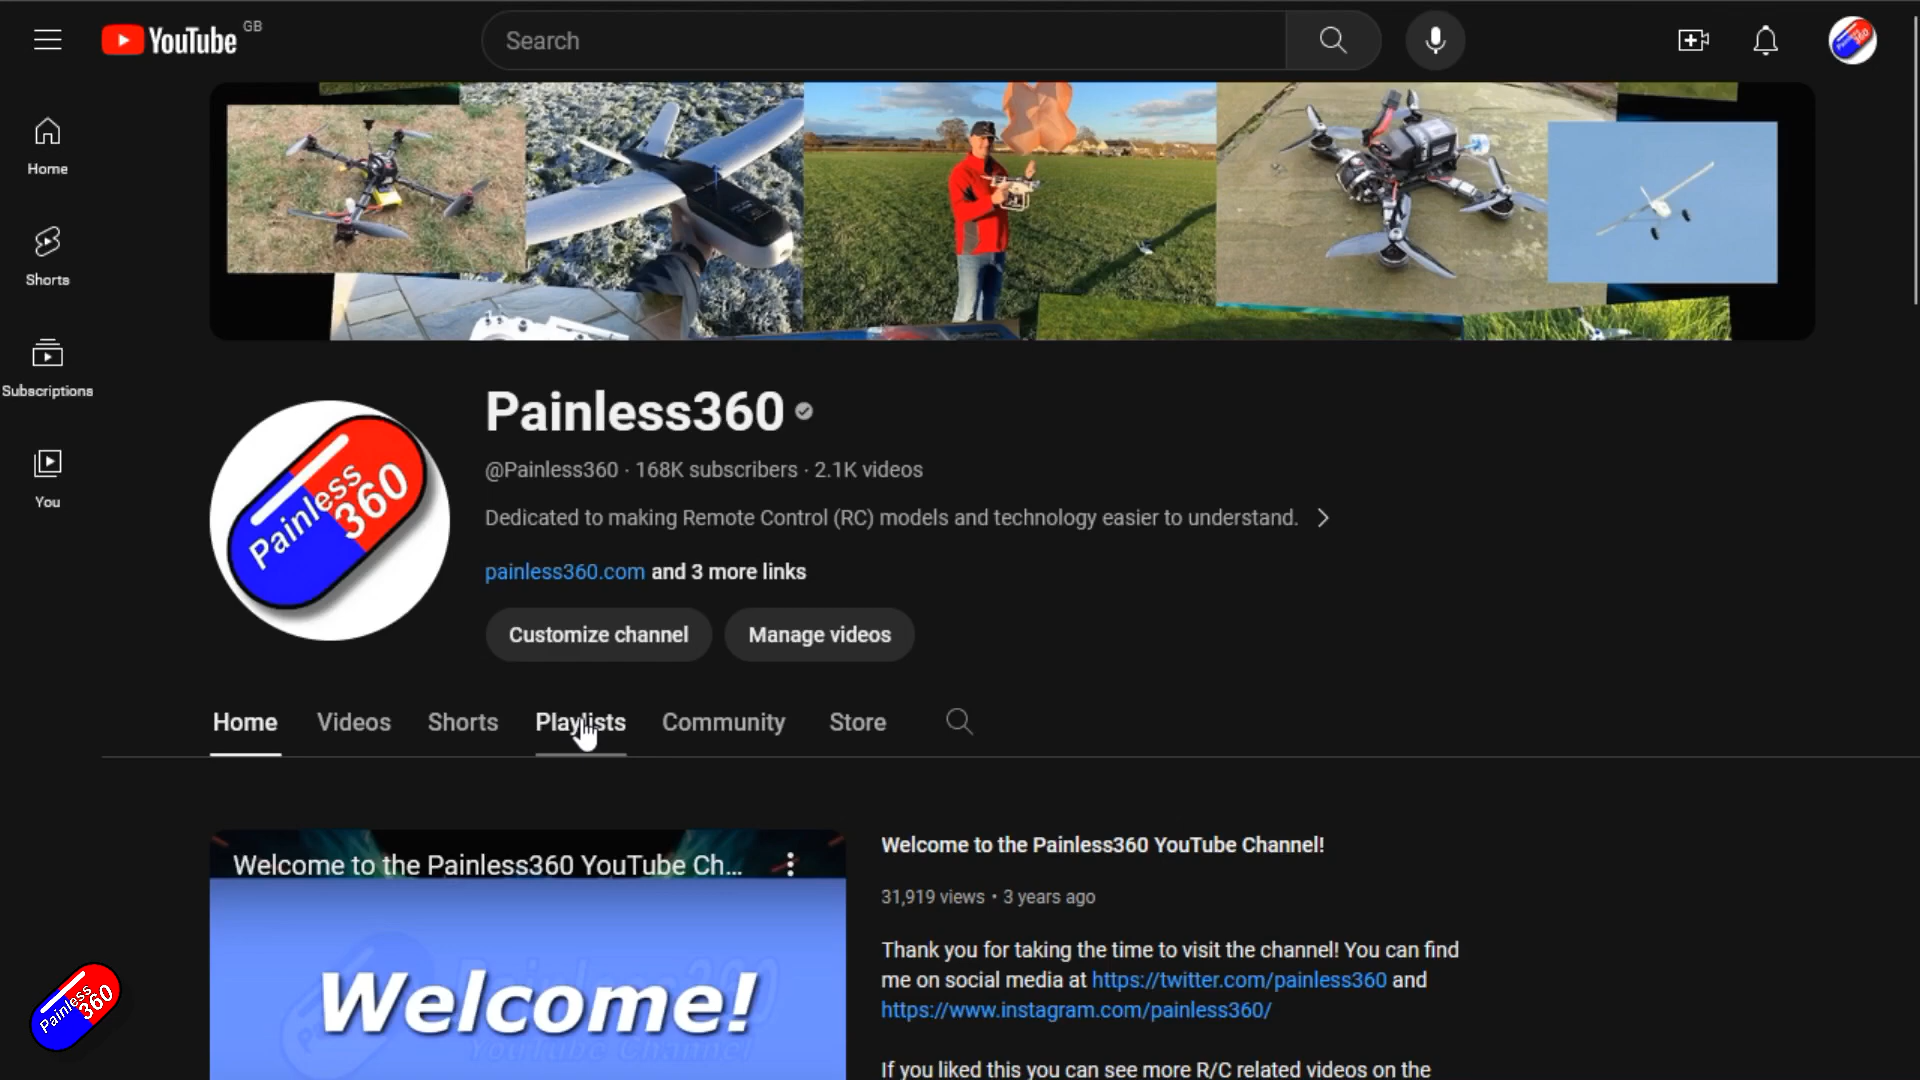 YouTube GB
Search
Home
Shorts
Subscriptions
You
Painless360
Painless
360
@Painless360 · 168K subscribers · 2.1K videos
Dedicated to making Remote Control (RC) models and technology easier to understand.
painless360.com and 3 more links
Customize channel
Manage videos
Home
Videos
Shorts
Playlists
Community
Store
Welcome to the Painless360 YouTube Ch...
Welcome!
YouTube Channel
Welcome to the Painless360 YouTube Channel!
31,919 views • 3 years ago
Thank you for taking the time to visit the channel! You can find
me on social media at https://twitter.com/painless360 and
https://www.instagram.com/painless360/
If you liked this you can see more R/C related videos on the
Painless
360